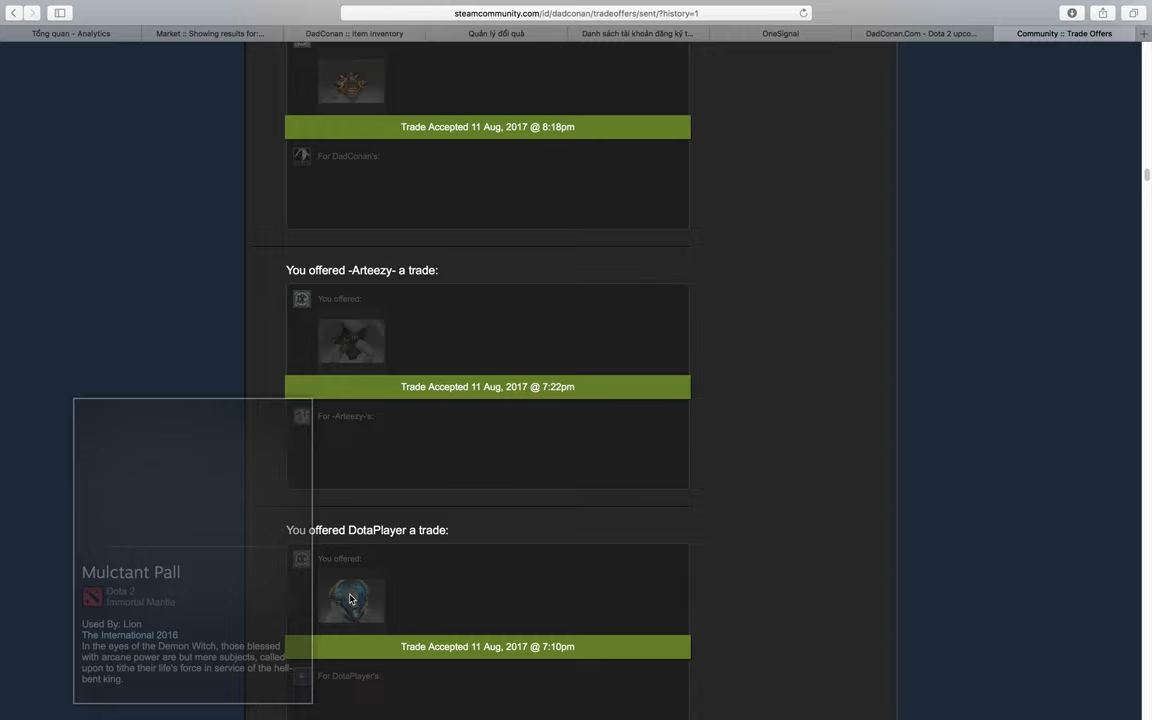 steamcommunity.com/id/dadconan/tradeoffers/sent/?history=1
Tổng quan - Analytics
Market :: Showing results for:...
DadConan :: Item Inventory
Quản lý đổi quà
Danh sách tài khoản đăng ký t...
OneSignal
DadConan.Com - Dota 2 upco...
Community :: Trade Offers
Trade Accepted 11 Aug, 2017 @ 8:18pm
For DadConan's:
You offered -Arteezy- a trade:
You offered:
Trade Accepted 11 Aug, 2017 @ 7:22pm
For -Arteezy-'s:
You offered DotaPlayer a trade:
You offered:
Trade Accepted 11 Aug, 2017 @ 7:10pm
For DotaPlayer's:
Mulctant Pall
Dota 2
Immortal Mantle
Used By: Lion
The International 2016
In the eyes of the Demon Witch, those blessed
with arcane power are but mere subjects, called
upon to tithe their life's force in service of the hell-
bent king.